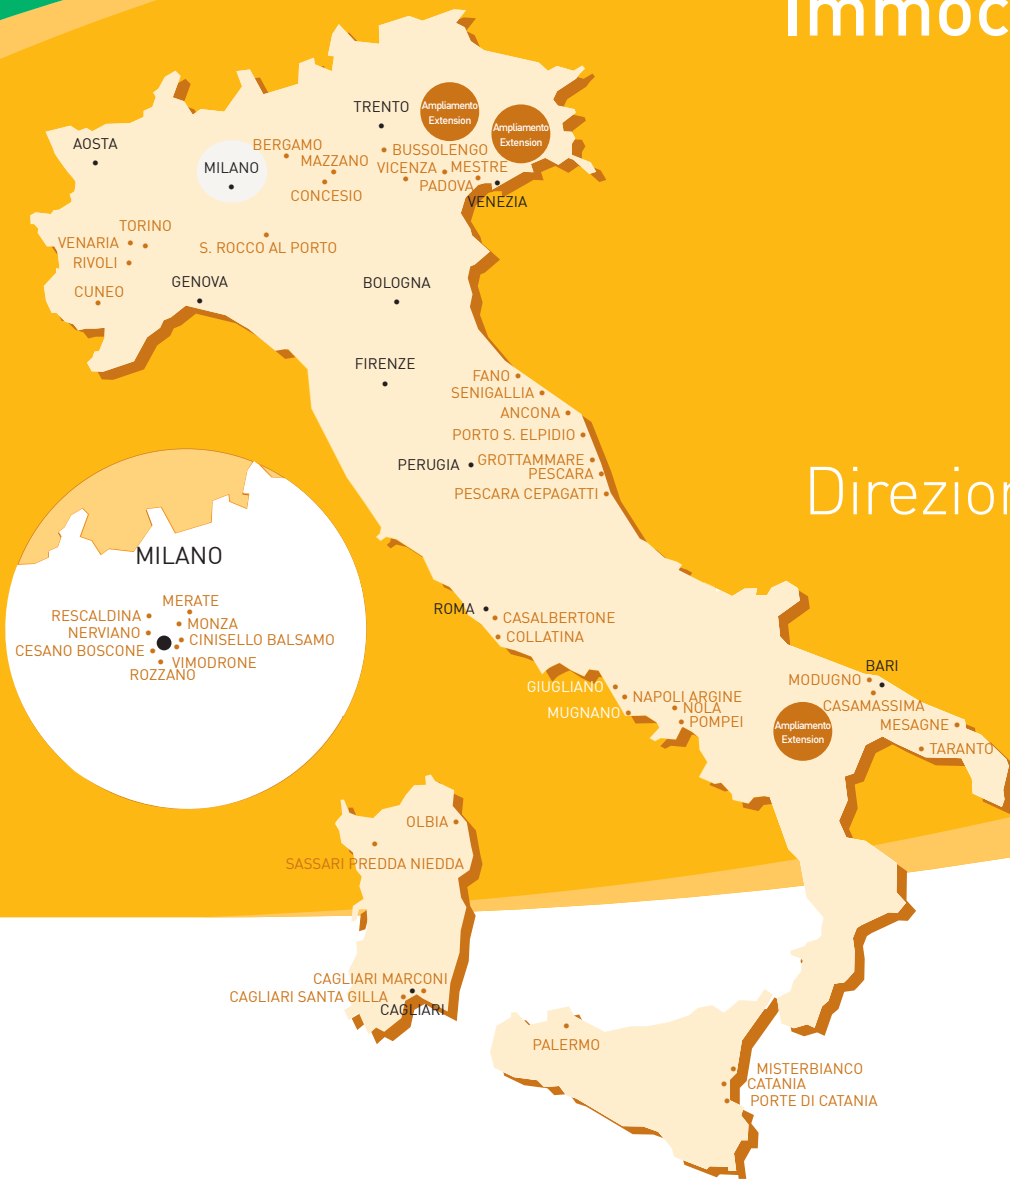 Immoc
TRENTO
Ampliamento
Extension
Ampliamento
Extension
AOSTA
BERGAMO
BUSSOLENGO
MAZZANO
MILANO
VICENZA
MESTRE
PADOVA
CONCESIO
VENEZIA
TORINO
VENARIA
S. ROCCO AL PORTO
RIVOLI
GENOVA
BOLOGNA
CUNEO
FIRENZE
FANO
SENIGALLIA
ANCONA
PORTO S. ELPIDIO
PERUGIA
GROTTAMMARE
PESCARA
PESCARA CEPAGATTI
Direzion
MILANO
MERATE
RESCALDINA
MONZA
NERVIANO
CINISELLO BALSAMO
CESANO BOSCONE
VIMODRONE
ROZZANO
ROMA
CASALBERTONE
COLLATINA
GIUGLIANO
NAPOLI ARGINE
NOLA
MUGNANO
POMPEI
BARI
MODUGNO
CASAMASSIMA
Ampliamento
Extension
MESAGNE
TARANTO
OLBIA
SASSARI PREDDA NIEDDA
CAGLIARI MARCONI
CAGLIARI SANTA GILLA
CAGLIARI
PALERMO
MISTERBIANCO
CATANIA
PORTE DI CATANIA